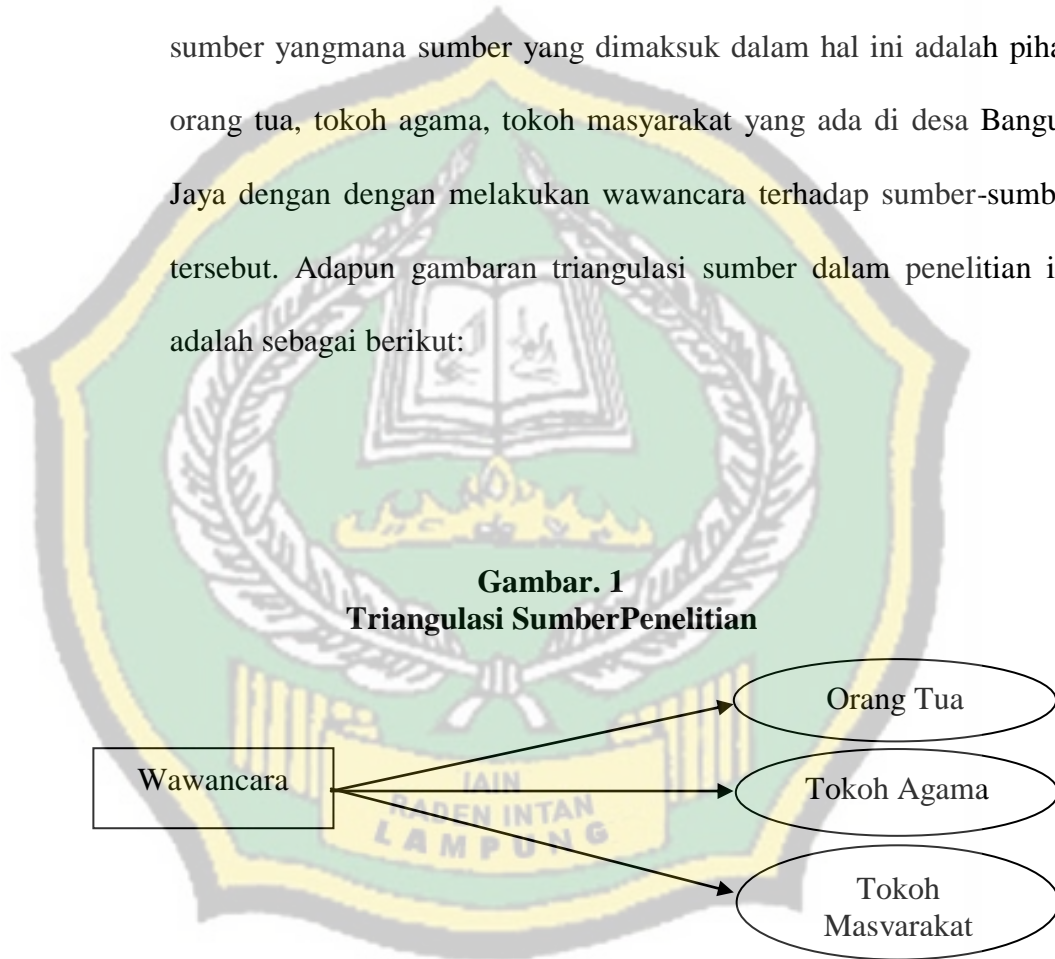 sumber yangmana sumber yang dimaksuk dalam hal ini adalah piha
orang tua, tokoh agama, tokoh masyarakat yang ada di desa Bangu
Jaya dengan dengan melakukan wawancara terhadap sumber-sumb
tersebut. Adapun gambaran triangulasi sumber dalam penelitian i
adalah sebagai berikut:
Gambar. 1
Triangulasi SumberPenelitian
Orang Tua
Wawancara
Tokoh Agama
Tokoh
Masyarakat
IAIN
RADEN INTAN
LAMPUNG